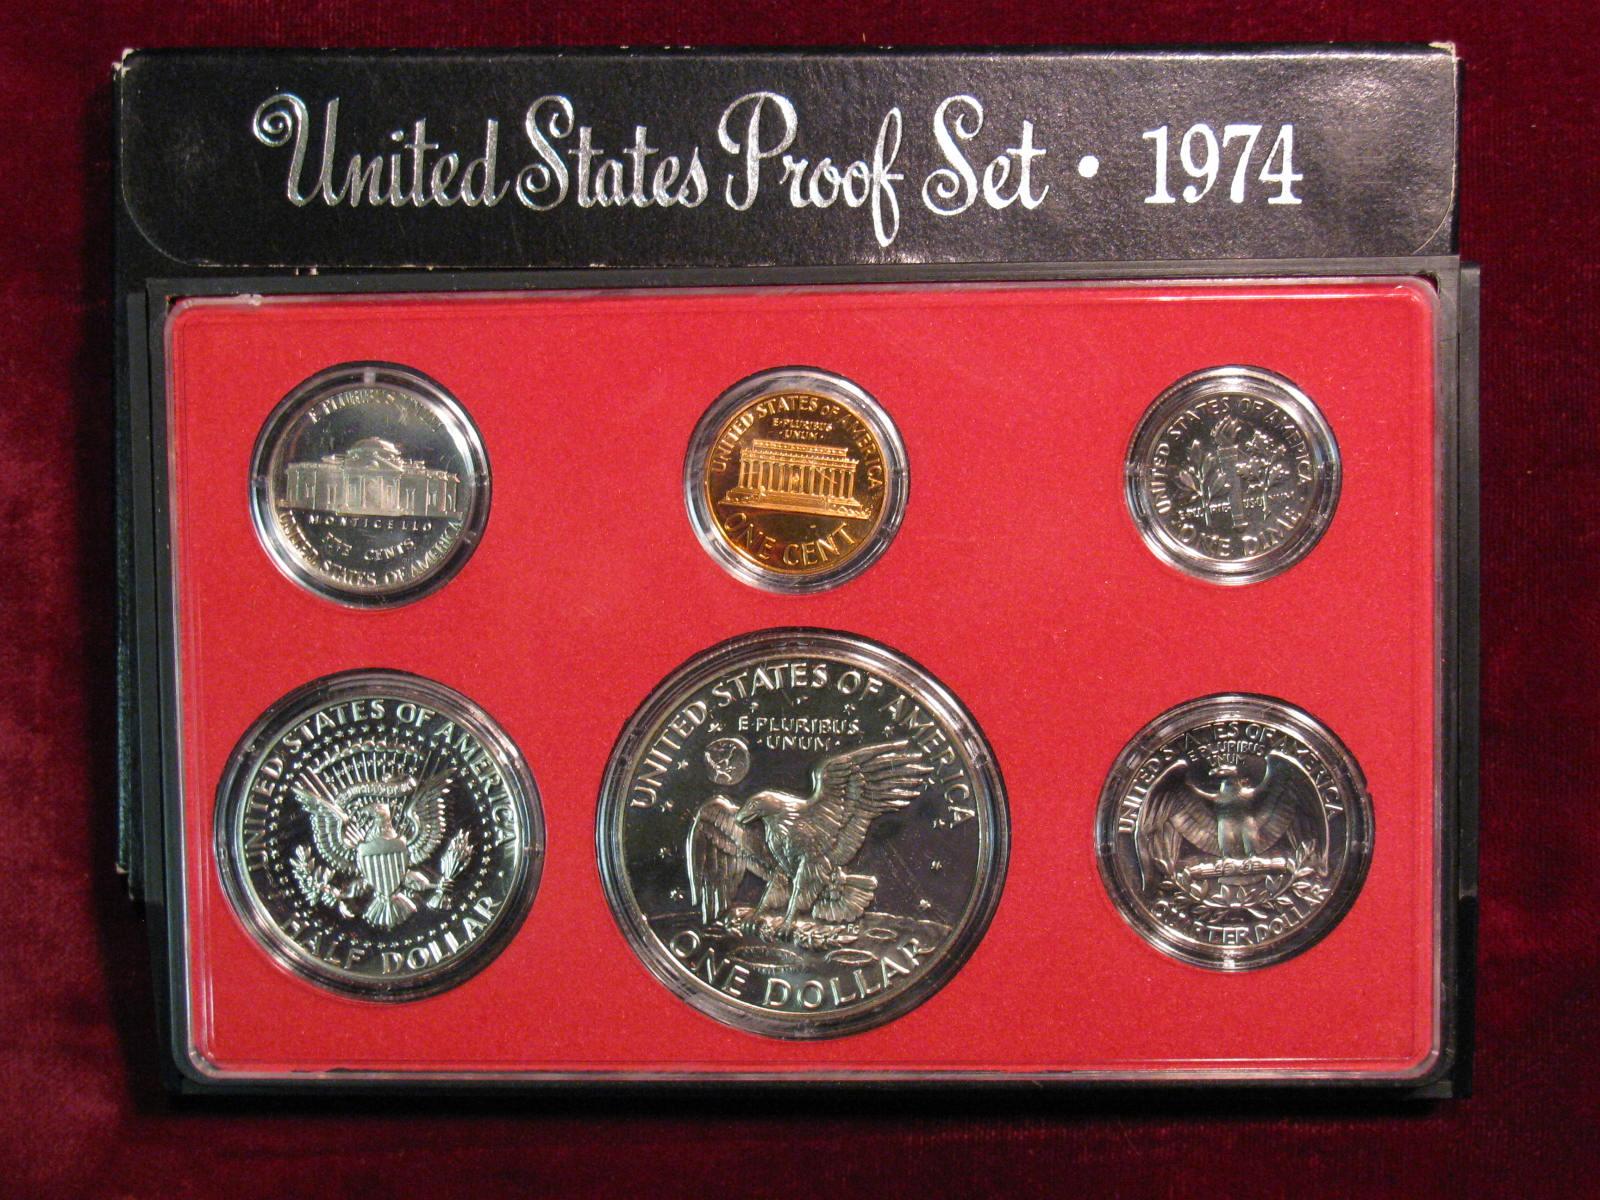 United States Proof Set • 1974
E PLURIBUS
MONTICELLO
CENTS
UNITED STATES OF AMERICA
UNITED STATES OF AMERICA
E·PLURIBUS
·UNUM·
ONE CENT
UNITED STATES OF AMERICA
ONE DIME
UNITED STATES OF AMERICA
HALF DOLLAR
UNITED STATES OF AMERICA
E·PLURIBUS
·UNUM·
ONE DOLLAR
UNITED STATES OF AMERICA
E·PLURIBUS
UNUM
QUARTER DOLLAR